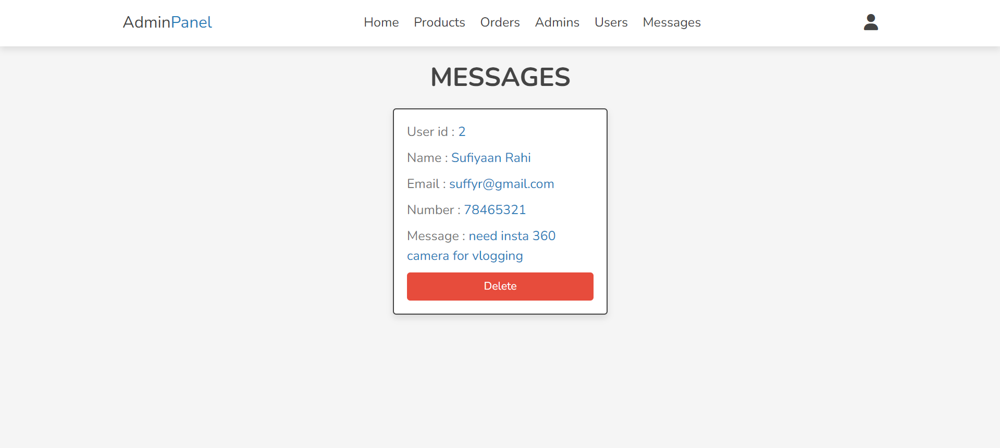 AdminPanel
Home Products Orders Admins Users Messages
MESSAGES
User id : 2
Name : Sufiyaan Rahi
Email : suffyr@gmail.com
Number : 78465321
Message : need insta 360
camera for vlogging
Delete